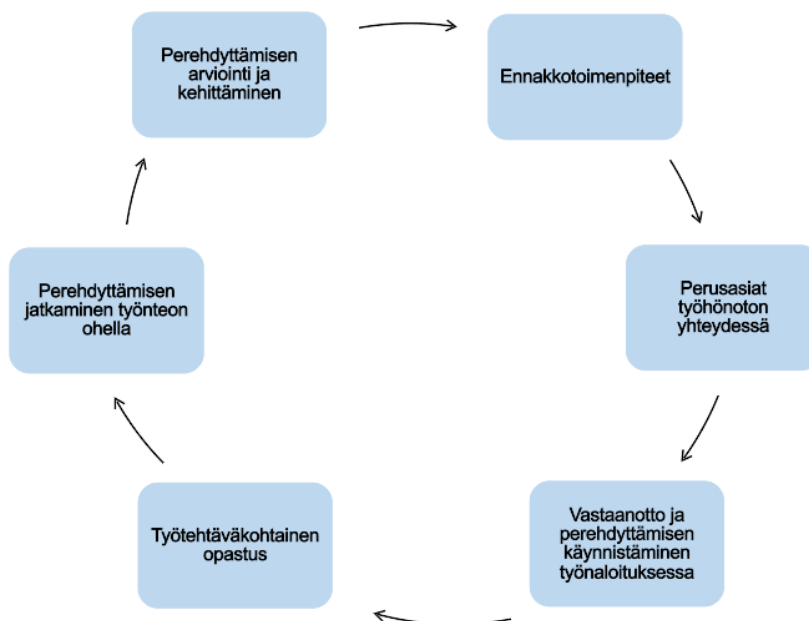 Perehdyttämisen
arviointi ja
kehittäminen
Ennakkotoimenpiteet
Perusasiat
työhönoton
yhteydessä
Vastaanotto ja
perehdyttämisen
käynnistäminen
työnaloituksessa
Työtehtäväkohtainen
opastus
Perehdyttämisen
jatkaminen työnteon
ohella